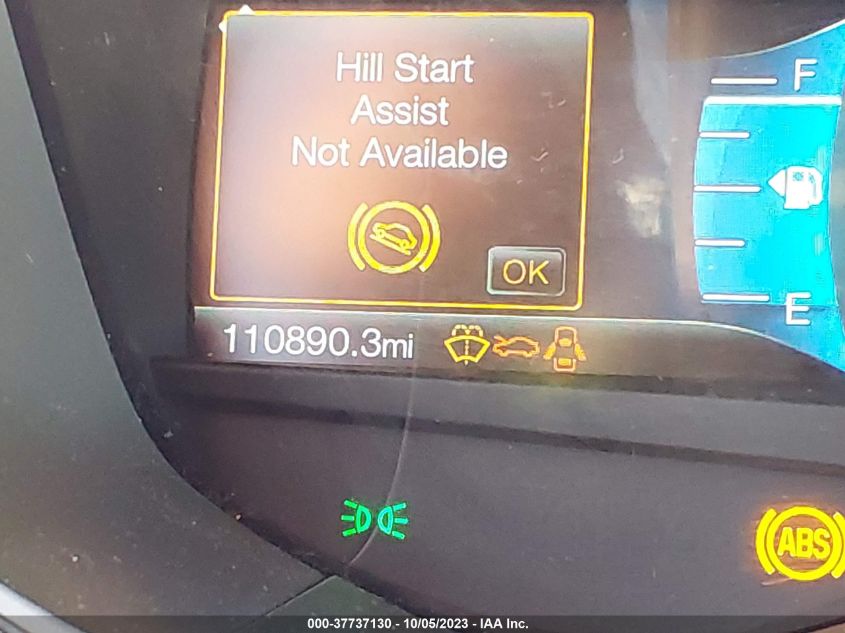 Hill Start
Assist
Not Available
OK
F
E
110890.3mi
ABS
000-37737130 - 10/05/2023 - IAA Inc.